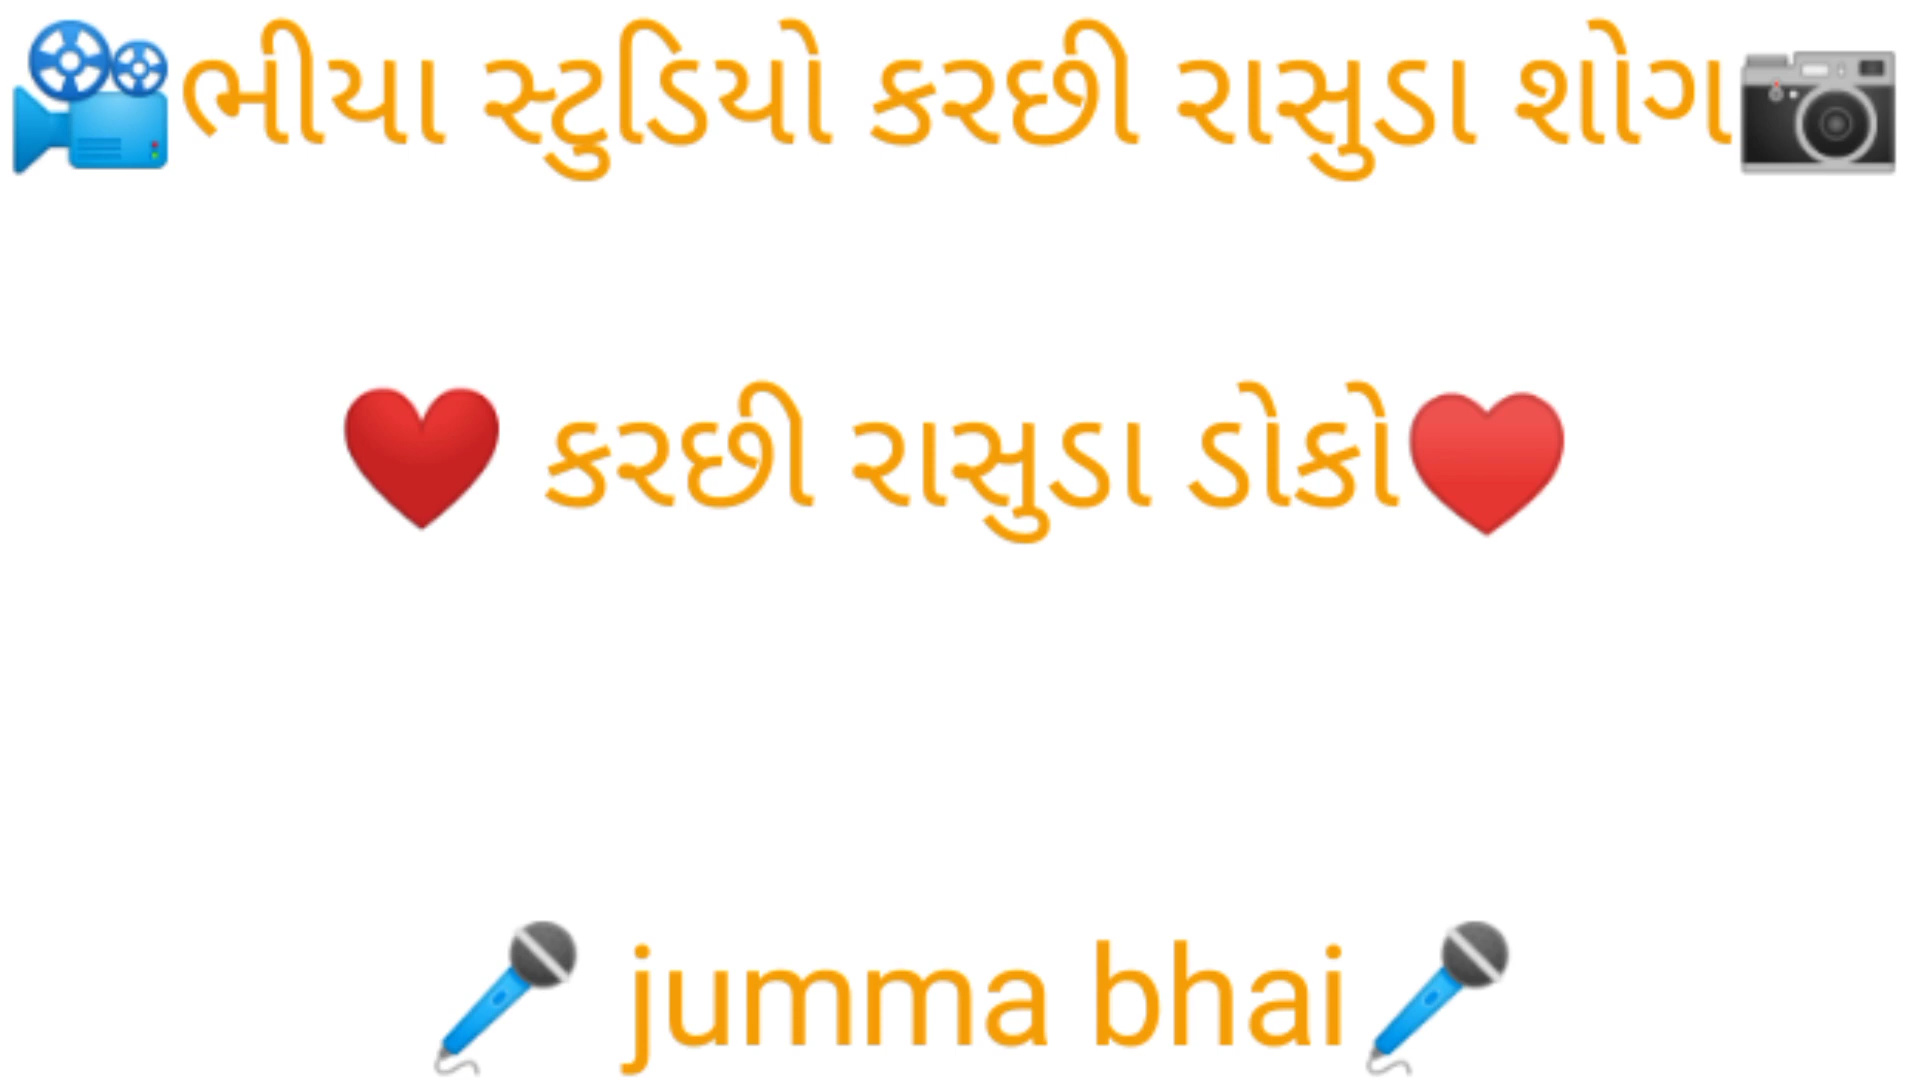 🎥ભીયા સ્ટુડિયો કરછી રાસુડા શોગ📷
❤️ કરછી રાસુડા ડોકો♥️
🎤 jumma bhai🎤